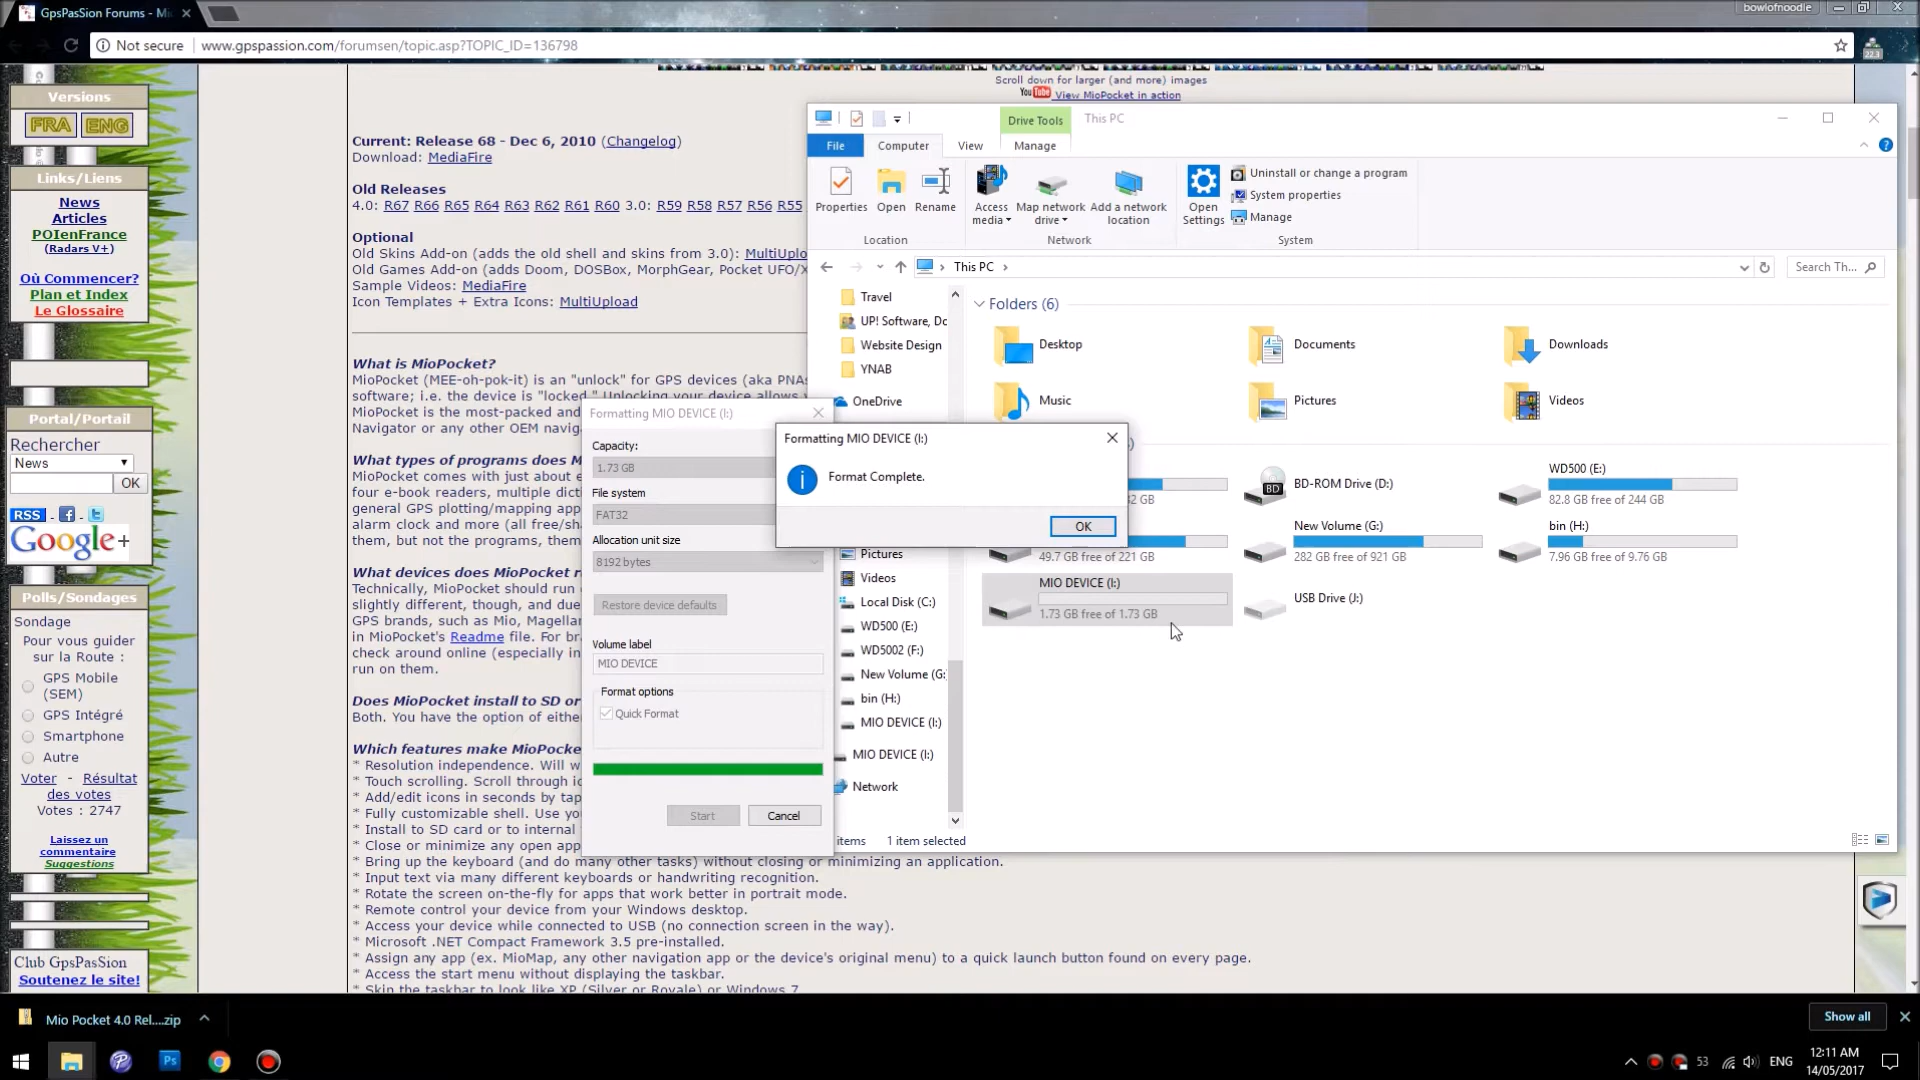 GpsPasSion Forums - Mi
bowlofnoodle
Not secure
www.gpspassion.com/forumsen/topic.asp?TOPIC_ID=136798
22.3
Versions
FRA ENG
Links/Liens
News
Articles
POIenFrance
(Radars V+)
Où Commencer?
Plan et Index
Le Glossaire
Portal/Portail
Rechercher
News
OK
RSS - f
Google+
Polls/Sondages
Sondage
Pour vous guider
sur la Route :
GPS Mobile
(SEM)
GPS Intégré
Smartphone
Autre
Voter - Résultat
des votes
Votes : 2747
Laissez un
commentaire
Suggestions
Club GpsPasSion
Soutenez le site!
Scroll down for larger (and more) images
YouTube View MioPocket in action
Current: Release 68 - Dec 6, 2010 (Changelog)
Download: MediaFire
Old Releases
4.0: R67 R66 R65 R64 R63 R62 R61 R60 3.0: R59 R58 R57 R56 R55
Optional
Old Skins Add-on (adds the old shell and skins from 3.0): MultiUplo
Old Games Add-on (adds Doom, DOSBox, MorphGear, Pocket UFO/X
Sample Videos: MediaFire
Icon Templates + Extra Icons: MultiUpload
What is MioPocket?
MioPocket (MEE-oh-pok-it) is an "unlock" for GPS devices (aka PNAs
software; i.e. the device is "locked." Unlocking your device allows
MioPocket is the most-packed and
Navigator or any other OEM navig
What types of programs does M
MioPocket comes with just about e
four e-book readers, multiple dict
general GPS plotting/mapping ap
alarm clock and more (all free/sh
them, but not the programs, them
What devices does MioPocket r
Technically, MioPocket should run
slightly different, though, and due
GPS brands, such as Mio, Magellar
in MioPocket's Readme file. For br
check around online (especially in
run on them.
Does MioPocket install to SD or
Both. You have the option of eithe
Which features make MioPocke
* Resolution independence. Will w
* Touch scrolling. Scroll through ic
* Add/edit icons in seconds by tap
* Fully customizable shell. Use you
* Install to SD card or to internal
* Close or minimize any open app
* Bring up the keyboard (and do many other tasks) without closing or minimizing an application.
* Input text via many different keyboards or handwriting recognition.
* Rotate the screen on-the-fly for apps that work better in portrait mode.
* Remote control your device from your Windows desktop.
* Access your device while connected to USB (no connection screen in the way).
* Microsoft .NET Compact Framework 3.5 pre-installed.
* Assign any app (ex. MioMap, any other navigation app or the device's original menu) to a quick launch button found on every page.
* Access the start menu without displaying the taskbar.
* Skin the taskbar to look like XP (Silver or Royale) or Windows 7.
Formatting MIO DEVICE (I:)
Capacity:
1.73 GB
File system
FAT32
Allocation unit size
8192 bytes
Restore device defaults
Volume label
MIO DEVICE
Format options
Quick Format
Start
Cancel
Formatting MIO DEVICE (I:)
Format Complete.
OK
Drive Tools
This PC
File
Computer
View
Manage
Properties
Open
Rename
Access
media
Map network
drive
Add a network
location
Open
Settings
Uninstall or change a program
System properties
Manage
Location
Network
System
This PC
Search Th...
Travel
UP! Software, Dc
Website Design
YNAB
OneDrive
Pictures
Videos
Local Disk (C:)
WD500 (E:)
WD5002 (F:)
New Volume (G:
bin (H:)
MIO DEVICE (I:)
MIO DEVICE (I:)
Network
Folders (6)
Desktop
Documents
Downloads
Music
Pictures
Videos
32 GB
BD-ROM Drive (D:)
WD500 (E:)
82.8 GB free of 244 GB
49.7 GB free of 221 GB
New Volume (G:)
282 GB free of 921 GB
bin (H:)
7.96 GB free of 9.76 GB
MIO DEVICE (I:)
1.73 GB free of 1.73 GB
USB Drive (J:)
items
1 item selected
Mio Pocket 4.0 Rel....zip
Show all
53
ENG
12:11 AM
14/05/2017